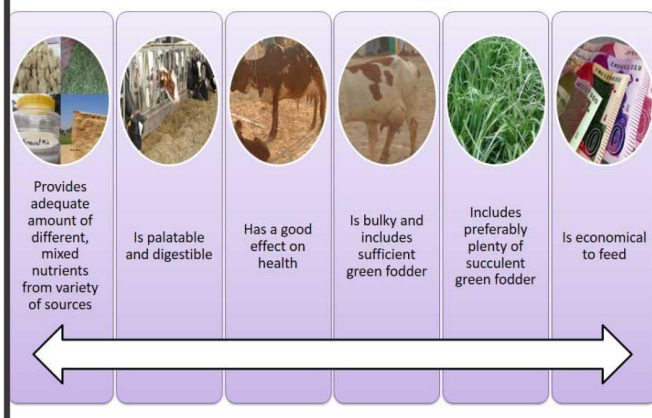 Provides
adequate
amount of
different,
mixed
nutrients
from variety
of sources
Is palatable
and digestible
Has a good
effect on
health
Is bulky and
includes
sufficient
green fodder
Includes
preferably
plenty of
succulent
green fodder
Is economical
to feed